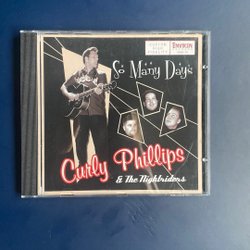 So Many Days
Curly Phillips
& The Nightriders